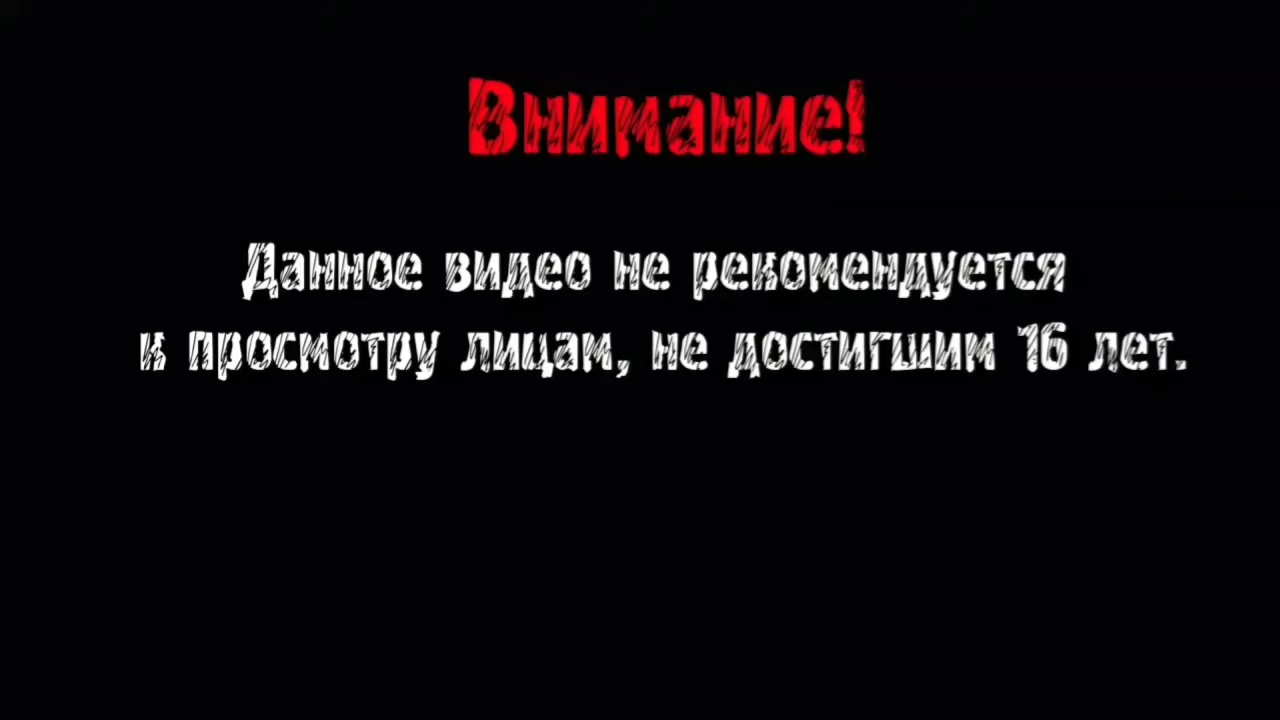 Внимание!
Данное видео не рекомендуется
к просмотру лицам, не достигшим 16 лет.